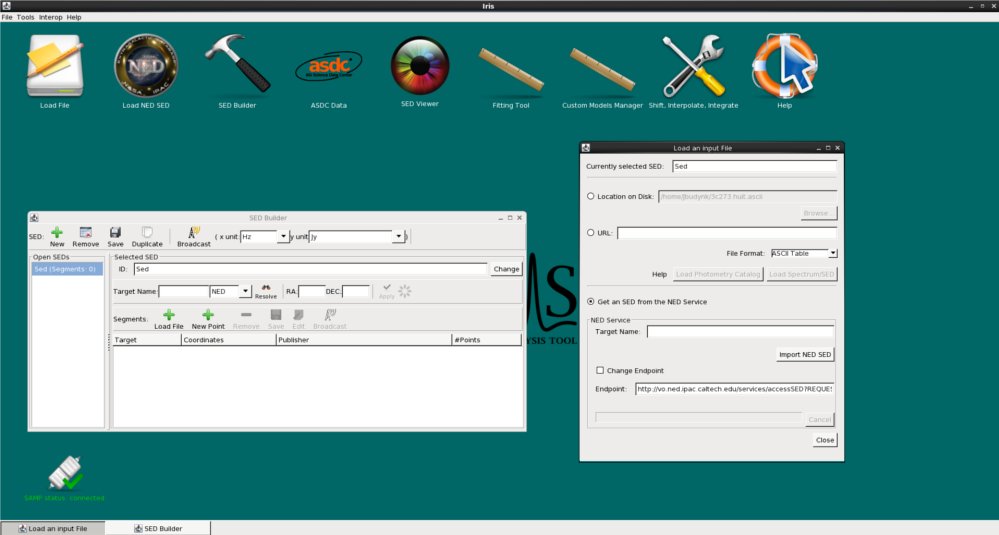 Iris
File Tools Interop Help
NED
NASA IPAC
asdc
Load File
Load NED SED
SED Builder
ASDC Data
SED Viewer
Fitting Tool
Custom Models Manager
Shift, Interpolate, Integrate
Help
SED Builder
SED:
New
Remove
Save
Duplicate
Broadcast
( x unit Hz y unit Jy )
Open SEDs
Sed (Segments: 0)
Selected SED
ID: Sed
Change
Target Name: NED
Resolve
RA: DEC:
Apply
Segments:
Load File
New Point
Remove
Save
Edit
Broadcast
Target Coordinates Publisher #Points
S
YSIS TOOL
Load an input File
Currently selected SED: Sed
Location on Disk: /home/jbudynk/3c273 huit.ascii
Browse...
URL:
File Format: ASCII Table
Help Load Photometry Catalog Load Spectrum/SED
Get an SED from the NED Service
NED Service
Target Name:
Import NED SED
Change Endpoint
Endpoint: http://vo.ned.ipac.caltech.edu/services/accessSED?REQUES
Cancel
Close
SAMP status: connected
Load an input File
SED Builder